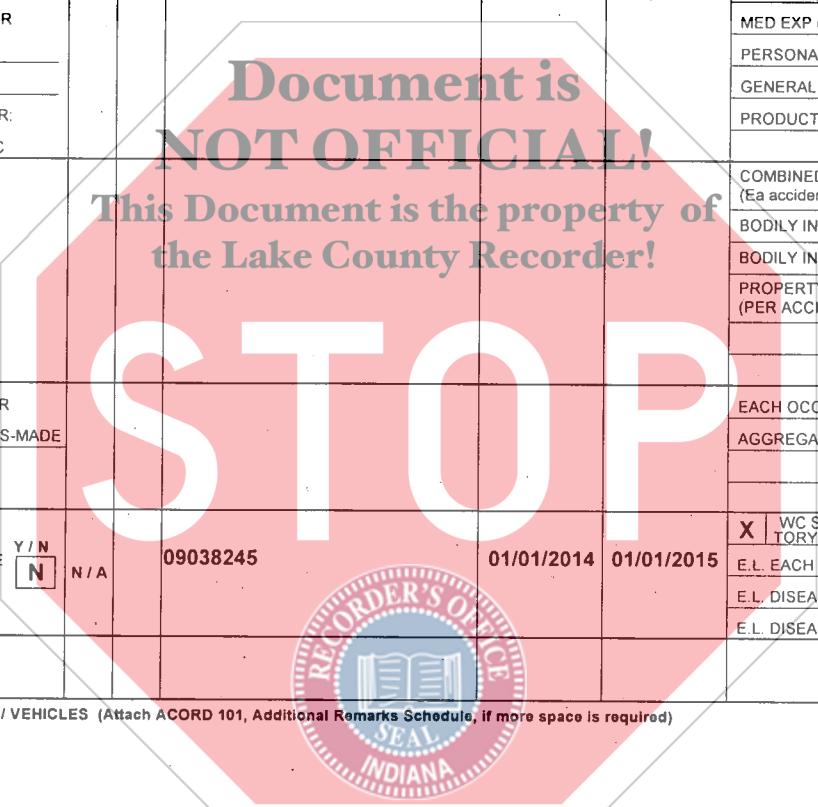 R
MED EXP
PERSONA
GENERAL
R:
PRODUCT
C
Document is
NOT OFFICIAL!
This Document is the property of
the Lake County Recorder!
COMBINED
(Ea acciden
BODILY IN
BODILY IN
PROPERTY
(PER ACCI
STOP
R
EACH OCC
S-MADE
AGGREGA
X WC S
TORY
Y / N
E N N / A 09038245 01/01/2014 01/01/2015 E.L. EACH
E.L. DISEA
E.L. DISEA
RECORDER'S OFFICE
SEAL
INDIANA
/ VEHICLES (Attach ACORD 101, Additional Remarks Schedule, if more space is required)